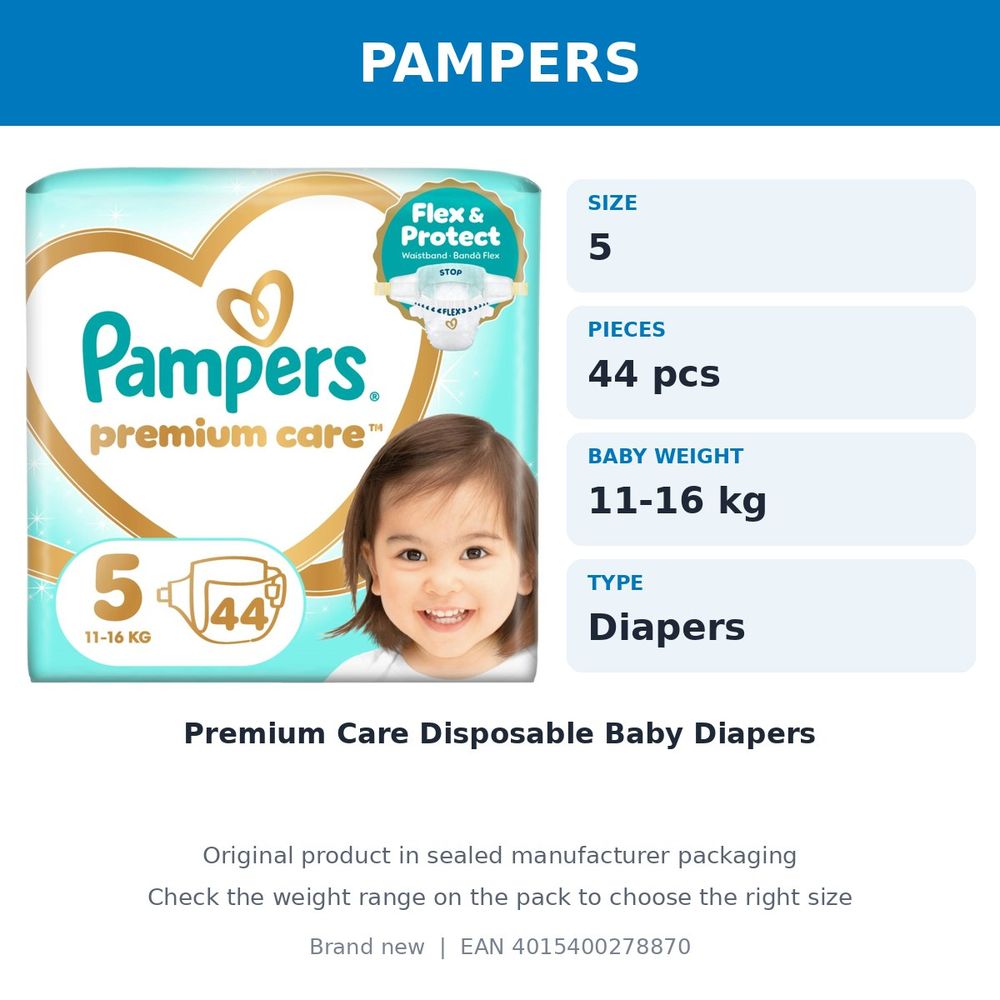 PAMPERS
Flex &
Protect
Waistband · Bandă Flex
STOP
FLEX
Pampers®
premium care™
5
44
11-16 KG
SIZE
5
PIECES
44 pcs
BABY WEIGHT
11-16 kg
TYPE
Diapers
Premium Care Disposable Baby Diapers
Original product in sealed manufacturer packaging
Check the weight range on the pack to choose the right size
Brand new | EAN 4015400278870